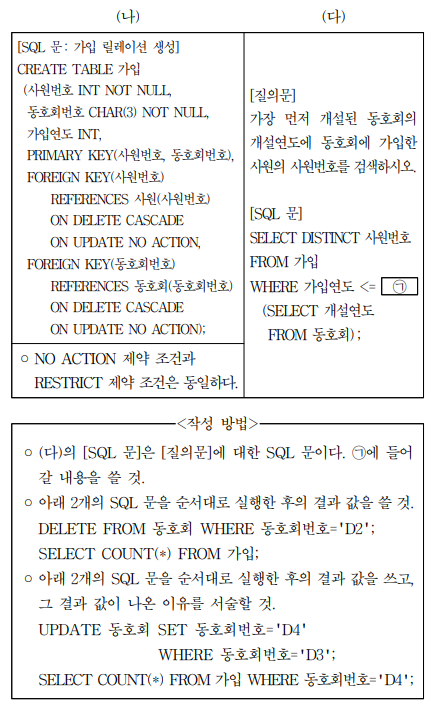 (나)
[SQL 문: 가입 릴레이션 생성]
CREATE TABLE 가입
(사원번호 INT NOT NULL,
동호회번호 CHAR(3) NOT NULL,
가입연도 INT,
PRIMARY KEY(사원번호, 동호회번호),
FOREIGN KEY(사원번호)
REFERENCES 사원(사원번호)
ON DELETE CASCADE
ON UPDATE NO ACTION,
FOREIGN KEY(동호회번호)
REFERENCES 동호회(동호회번호)
ON DELETE CASCADE
ON UPDATE NO ACTION);
○ NO ACTION 제약 조건과
RESTRICT 제약 조건은 동일하다.
(다)
[질의문]
가장 먼저 개설된 동호회의
개설연도에 동호회에 가입한
사원의 사원번호를 검색하시오.
[SQL 문]
SELECT DISTINCT 사원번호
FROM 가입
WHERE 가입연도 <= ㉠
(SELECT 개설연도
FROM 동호회);
<작성 방법>
○ (다)의 [SQL 문]은 [질의문]에 대한 SQL 문이다. ㉠에 들어
갈 내용을 쓸 것.
○ 아래 2개의 SQL 문을 순서대로 실행한 후의 결과 값을 쓸 것.
DELETE FROM 동호회 WHERE 동호회번호='D2';
SELECT COUNT(*) FROM 가입;
○ 아래 2개의 SQL 문을 순서대로 실행한 후의 결과 값을 쓰고,
그 결과 값이 나온 이유를 서술할 것.
UPDATE 동호회 SET 동호회번호='D4'
WHERE 동호회번호='D3';
SELECT COUNT(*) FROM 가입 WHERE 동호회번호='D4';